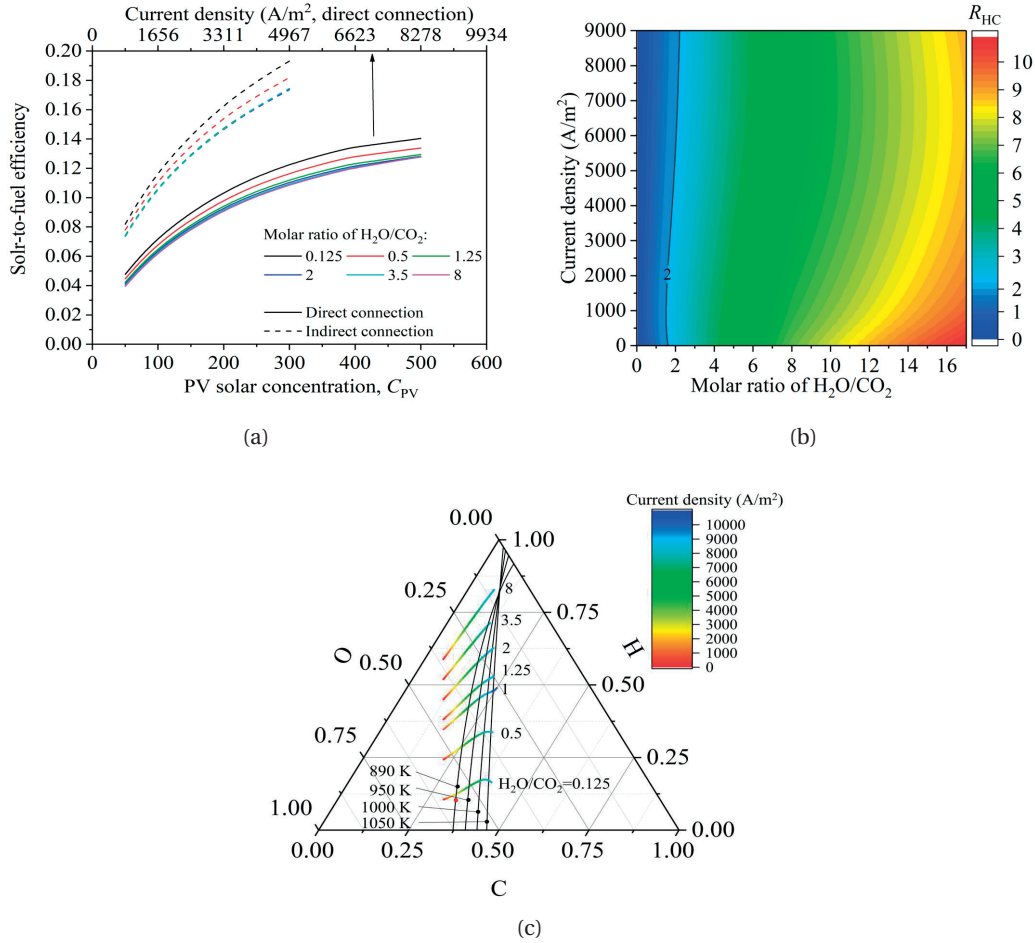 Current density (A/m², direct connection)
0 1656 3311 4967 6623 8278 9934
0.20
0.18
0.16
0.14
0.12
0.10
0.08
0.06
0.04
0.02
0.00
Solr-to-fuel efficiency
Molar ratio of H₂O/CO₂:
0.125 0.5 1.25
2 3.5 8
Direct connection
Indirect connection
0 100 200 300 400 500 600
PV solar concentration, C_PV
(a)
R_HC
9000
8000
7000
6000
5000
4000
3000
2000
1000
0
Current density (A/m²)
2
0 2 4 6 8 10 12 14 16
Molar ratio of H₂O/CO₂
10
9
8
7
6
5
4
3
2
1
0
(b)
Current density (A/m²)
10000
9000
8000
7000
6000
5000
4000
3000
2000
1000
0
0.00
0.25
0.50
0.75
1.00
O
1.00
0.75
0.50
0.25
0.00
H
8
3.5
2
1.25
1
0.5
H₂O/CO₂=0.125
890 K
950 K
1000 K
1050 K
0.00 0.25 0.50 0.75 1.00
C
(c)